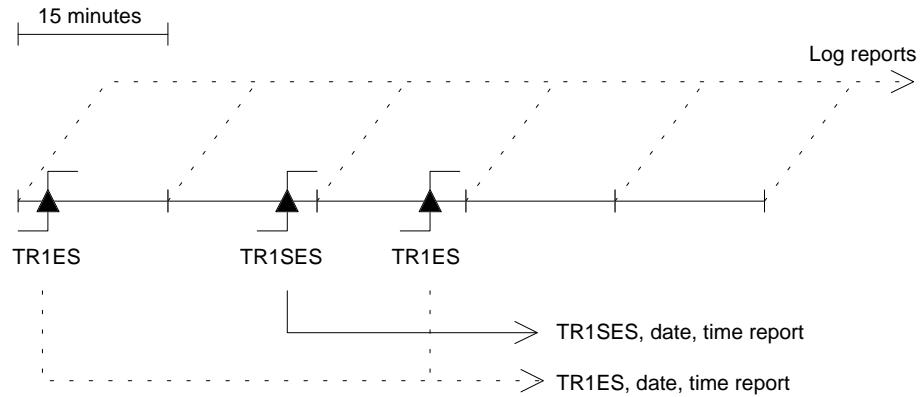 15 minutes
Log reports
TR1ES
TR1SES
TR1ES
TR1SES, date, time report
TR1ES, date, time report